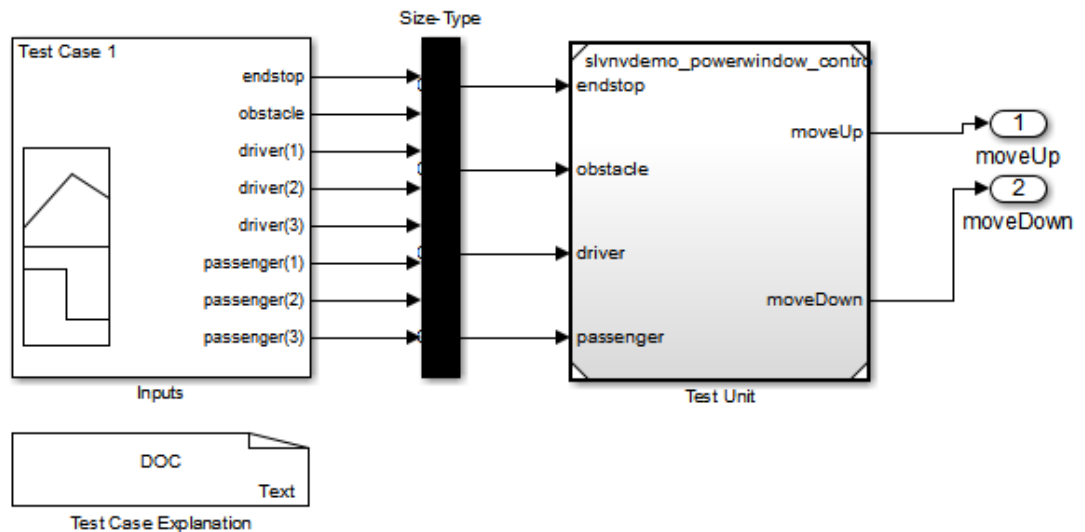 Size-Type
Test Case 1
endstop
obstacle
driver(1)
driver(2)
driver(3)
passenger(1)
passenger(2)
passenger(3)
Inputs
slvnvdemo_powerwindow_contro
endstop
obstacle
driver
passenger
moveUp
moveDown
Test Unit
1
moveUp
2
moveDown
DOC
Text
Test Case Explanation